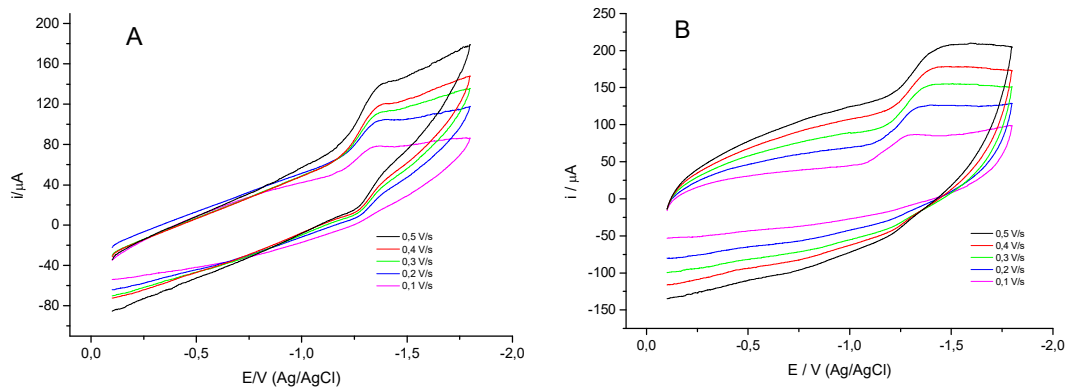 A
180
160
120
80
40
0
-40
-80
i/μA
0,0
-0,5
-1,0
-1,5
-2,0
E/V (Ag/AgCl)
0,5 V/s
0,4 V/s
0,3 V/s
0,2 V/s
0,1 V/s
B
250
200
150
100
50
0
-50
-100
-150
i / μA
0,0
-0,5
-1,0
-1,5
-2,0
E / V (Ag/AgCl)
0,5 V/s
0,4 V/s
0,3 V/s
0,2 V/s
0,1 V/s